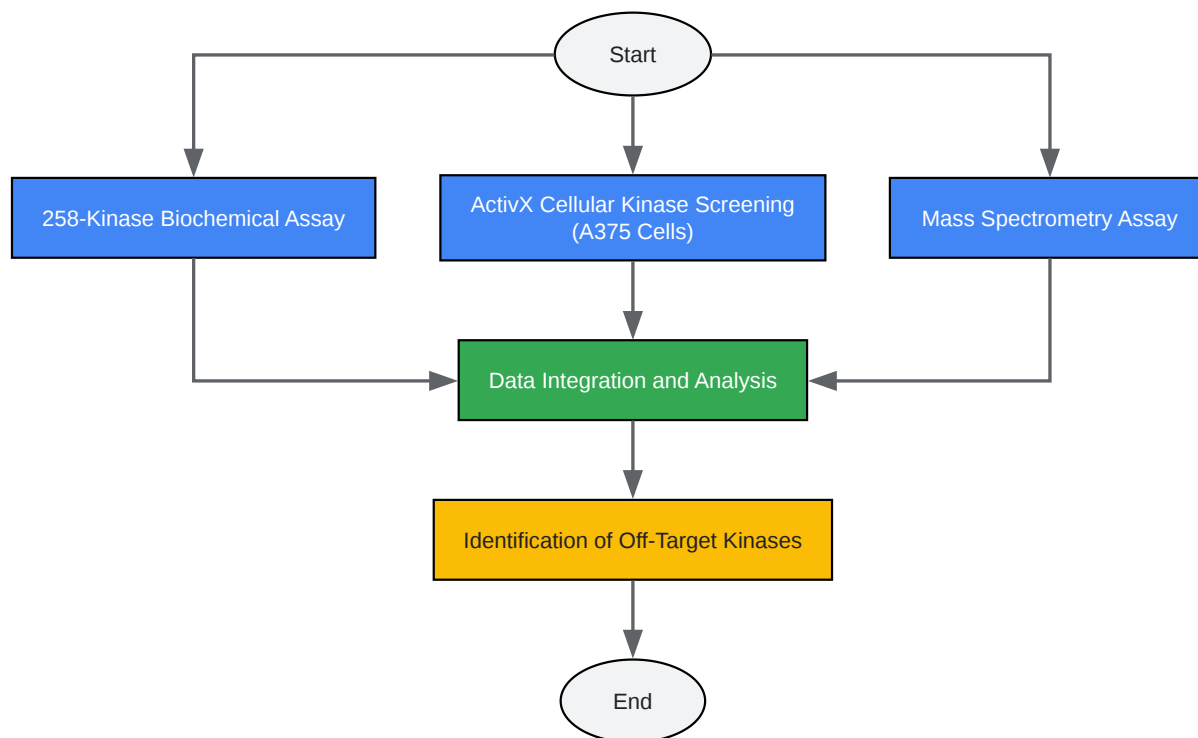 Start
258-Kinase Biochemical Assay
ActivX Cellular Kinase Screening
(A375 Cells)
Mass Spectrometry Assay
Data Integration and Analysis
Identification of Off-Target Kinases
End